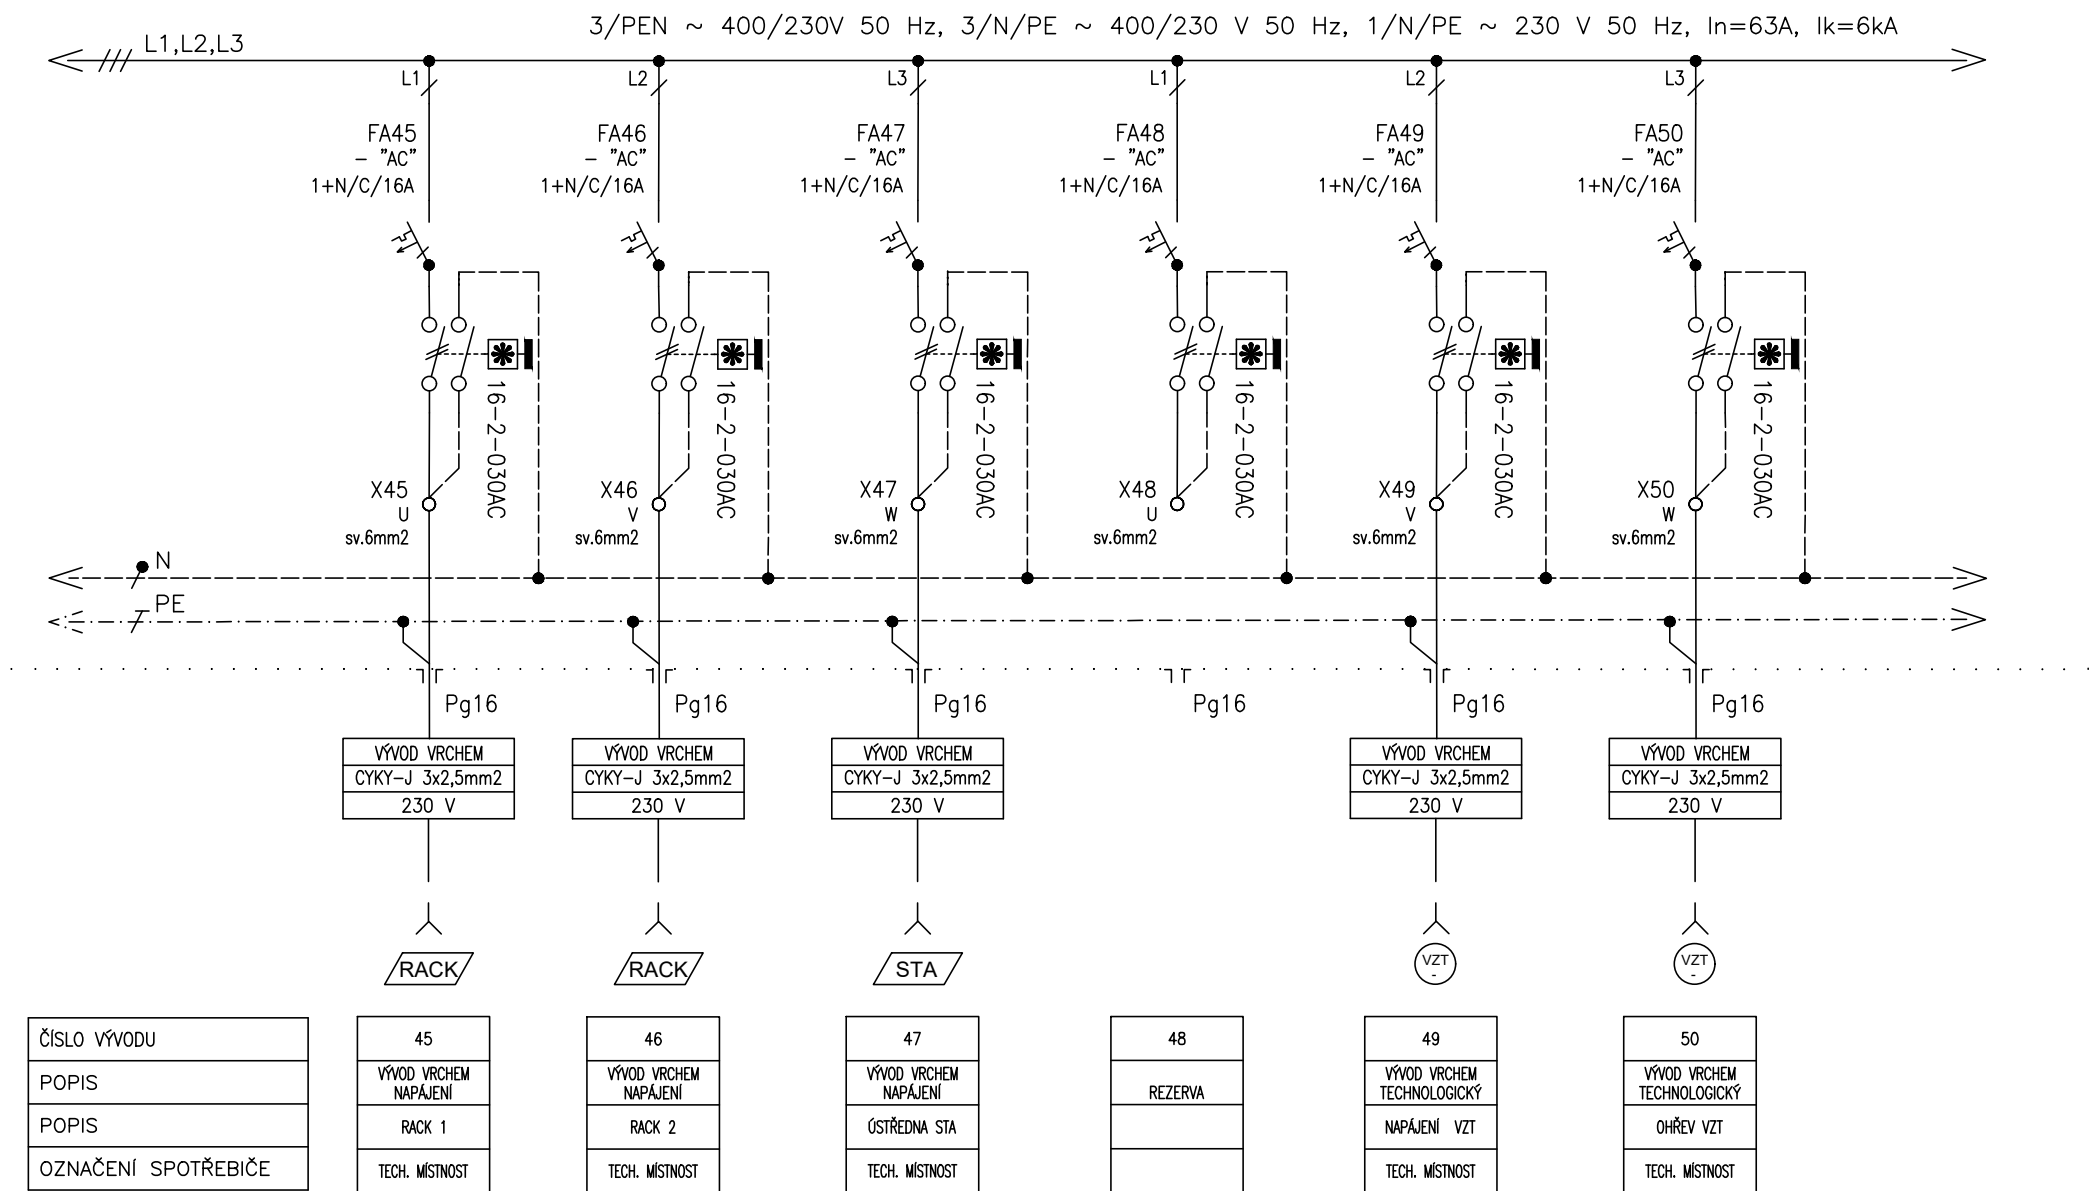 3/PEN ~ 400/230V 50 Hz, 3/N/PE ~ 400/230 V 50 Hz, 1/N/PE ~ 230 V 50 Hz, In=63A, Ik=6kA
L1,L2,L3
L1 L2 L3 L1 L2 L3
FA45 FA46 FA47 FA48 FA49 FA50
– "AC" – "AC" – "AC" – "AC" – "AC" – "AC"
1+N/C/16A 1+N/C/16A 1+N/C/16A 1+N/C/16A 1+N/C/16A 1+N/C/16A
16-2-030AC 16-2-030AC 16-2-030AC 16-2-030AC 16-2-030AC 16-2-030AC
X45 X46 X47 X48 X49 X50
U V W U V W
sv.6mm2 sv.6mm2 sv.6mm2 sv.6mm2 sv.6mm2 sv.6mm2
N
PE
Pg16 Pg16 Pg16 Pg16 Pg16 Pg16
VÝVOD VRCHEM VÝVOD VRCHEM VÝVOD VRCHEM VÝVOD VRCHEM VÝVOD VRCHEM
CYKY-J 3x2,5mm2 CYKY-J 3x2,5mm2 CYKY-J 3x2,5mm2 CYKY-J 3x2,5mm2 CYKY-J 3x2,5mm2
230 V 230 V 230 V 230 V 230 V
RACK RACK STA VZT VZT
- -
ČÍSLO VÝVODU 45 46 47 48 49 50
POPIS VÝVOD VRCHEM NAPÁJENÍ VÝVOD VRCHEM NAPÁJENÍ VÝVOD VRCHEM NAPÁJENÍ REZERVA VÝVOD VRCHEM TECHNOLOGICKÝ VÝVOD VRCHEM TECHNOLOGICKÝ
POPIS RACK 1 RACK 2 ÚSTŘEDNA STA NAPÁJENÍ VZT OHŘEV VZT
OZNAČENÍ SPOTŘEBIČE TECH. MÍSTNOST TECH. MÍSTNOST TECH. MÍSTNOST TECH. MÍSTNOST TECH. MÍSTNOST